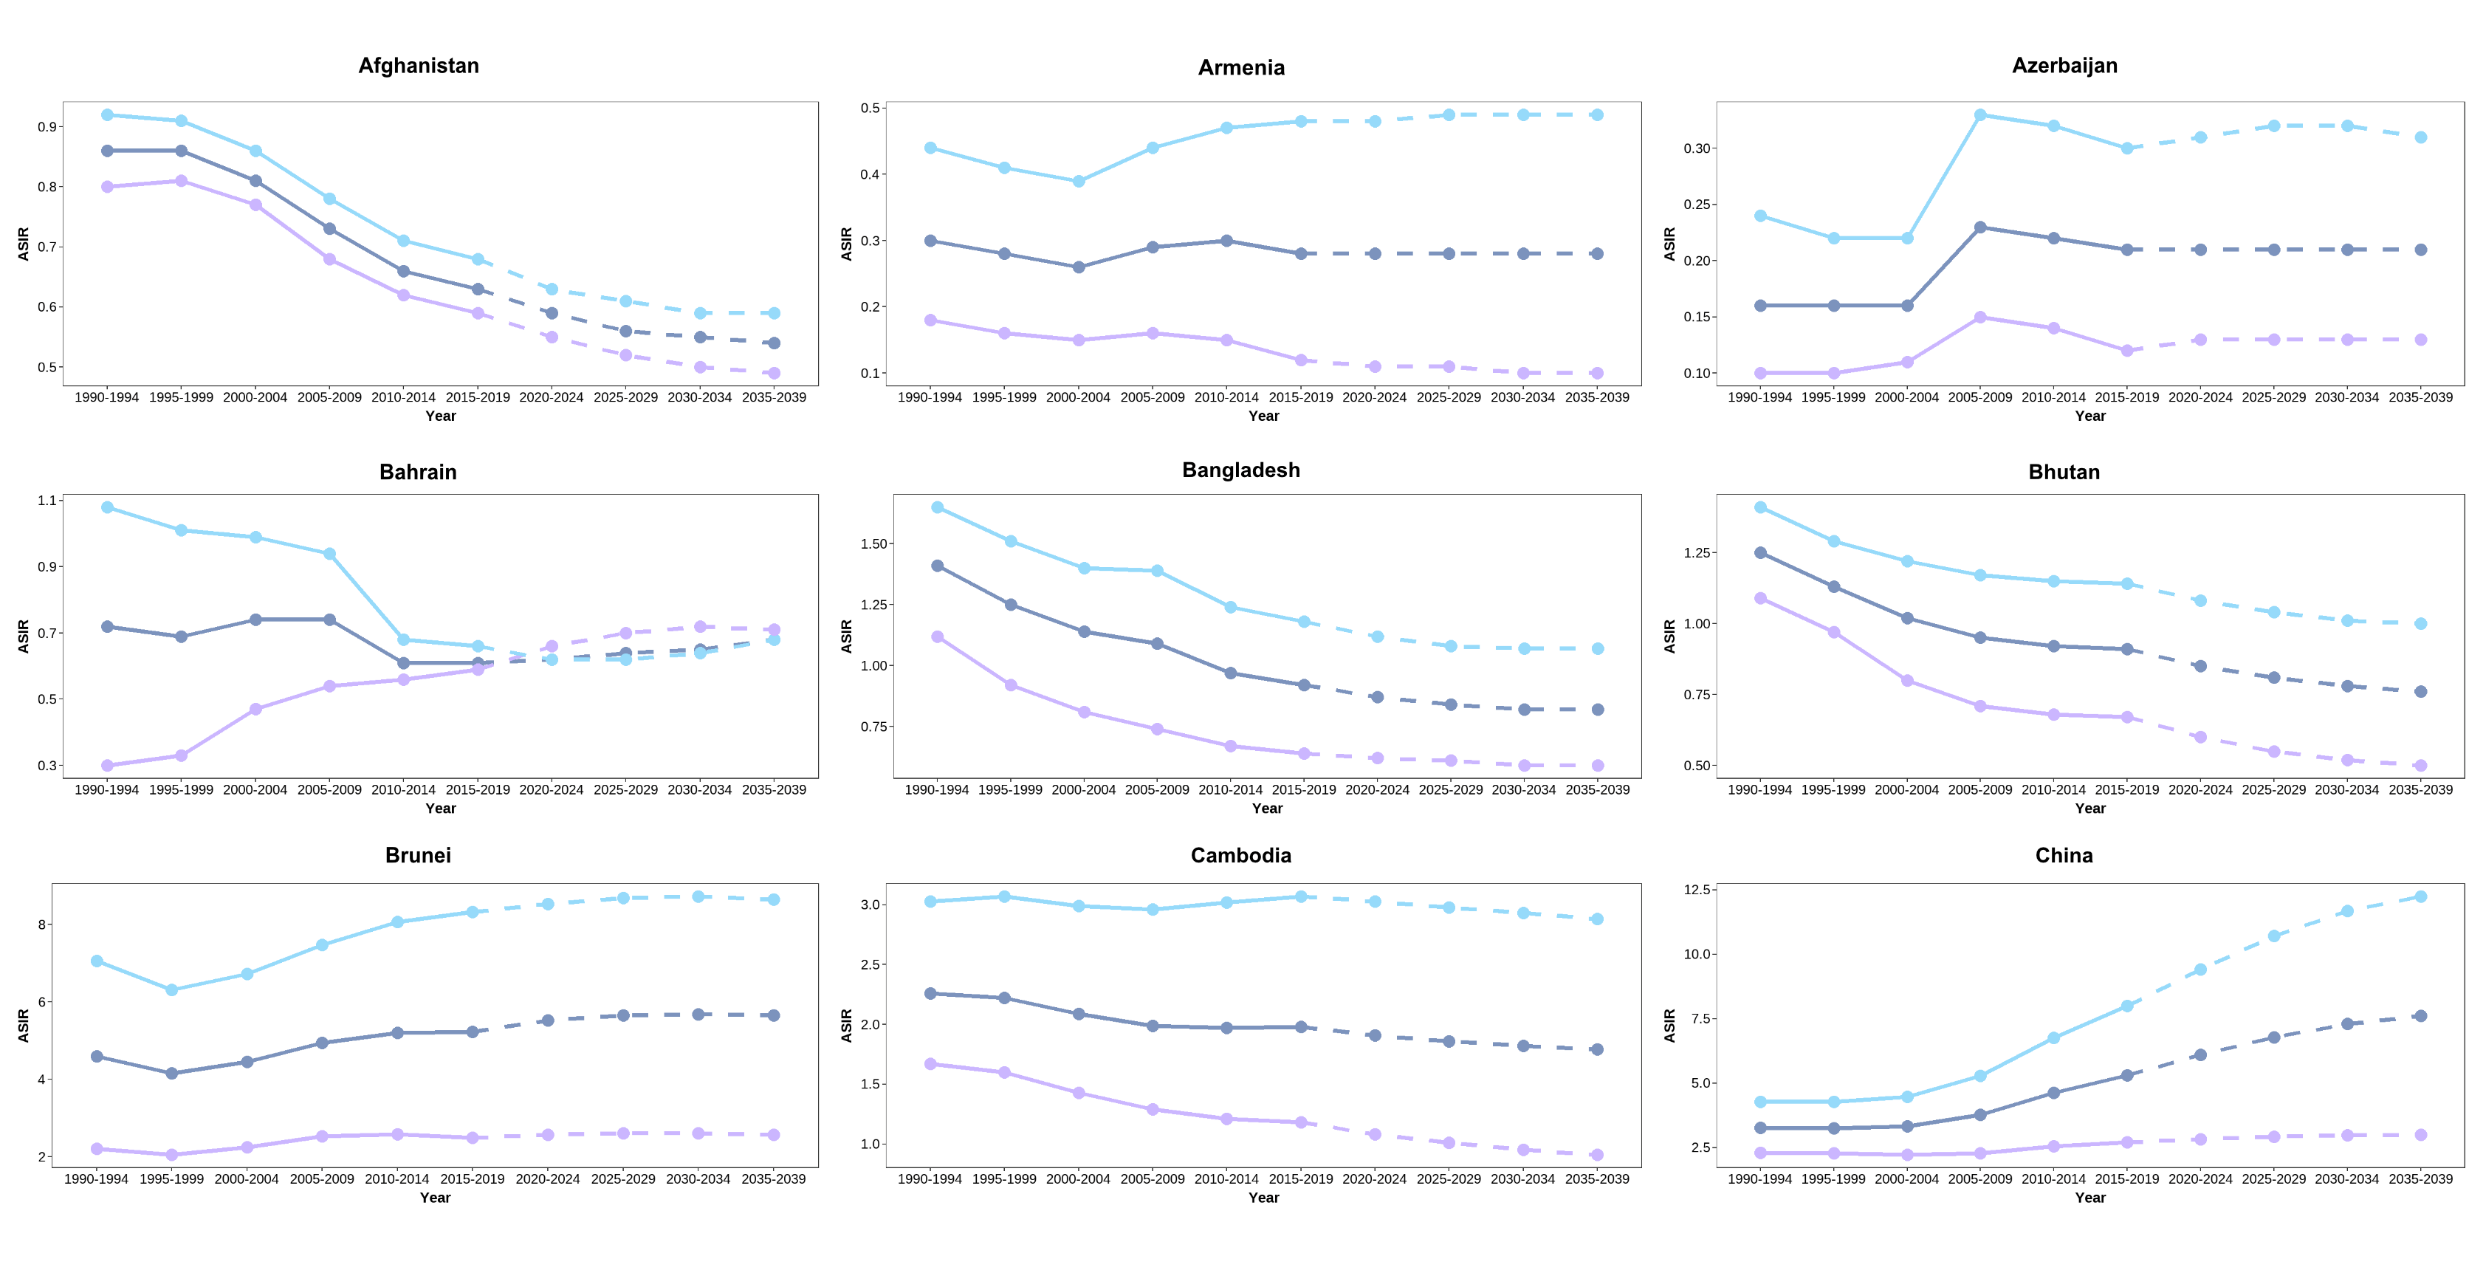 Afghanistan
0.9
0.8
0.7
0.6
0.5
ASIR
1990-1994 1995-1999 2000-2004 2005-2009 2010-2014 2015-2019 2020-2024 2025-2029 2030-2034 2035-2039
Year
Armenia
0.5
0.4
0.3
0.2
0.1
ASIR
1990-1994 1995-1999 2000-2004 2005-2009 2010-2014 2015-2019 2020-2024 2025-2029 2030-2034 2035-2039
Year
Azerbaijan
0.30
0.25
0.20
0.15
0.10
ASIR
1990-1994 1995-1999 2000-2004 2005-2009 2010-2014 2015-2019 2020-2024 2025-2029 2030-2034 2035-2039
Year
Bahrain
1.1
0.9
0.7
0.5
0.3
ASIR
1990-1994 1995-1999 2000-2004 2005-2009 2010-2014 2015-2019 2020-2024 2025-2029 2030-2034 2035-2039
Year
Bangladesh
1.50
1.25
1.00
0.75
ASIR
1990-1994 1995-1999 2000-2004 2005-2009 2010-2014 2015-2019 2020-2024 2025-2029 2030-2034 2035-2039
Year
Bhutan
1.25
1.00
0.75
0.50
ASIR
1990-1994 1995-1999 2000-2004 2005-2009 2010-2014 2015-2019 2020-2024 2025-2029 2030-2034 2035-2039
Year
Brunei
8
6
4
2
ASIR
1990-1994 1995-1999 2000-2004 2005-2009 2010-2014 2015-2019 2020-2024 2025-2029 2030-2034 2035-2039
Year
Cambodia
3.0
2.5
2.0
1.5
1.0
ASIR
1990-1994 1995-1999 2000-2004 2005-2009 2010-2014 2015-2019 2020-2024 2025-2029 2030-2034 2035-2039
Year
China
12.5
10.0
7.5
5.0
2.5
ASIR
1990-1994 1995-1999 2000-2004 2005-2009 2010-2014 2015-2019 2020-2024 2025-2029 2030-2034 2035-2039
Year